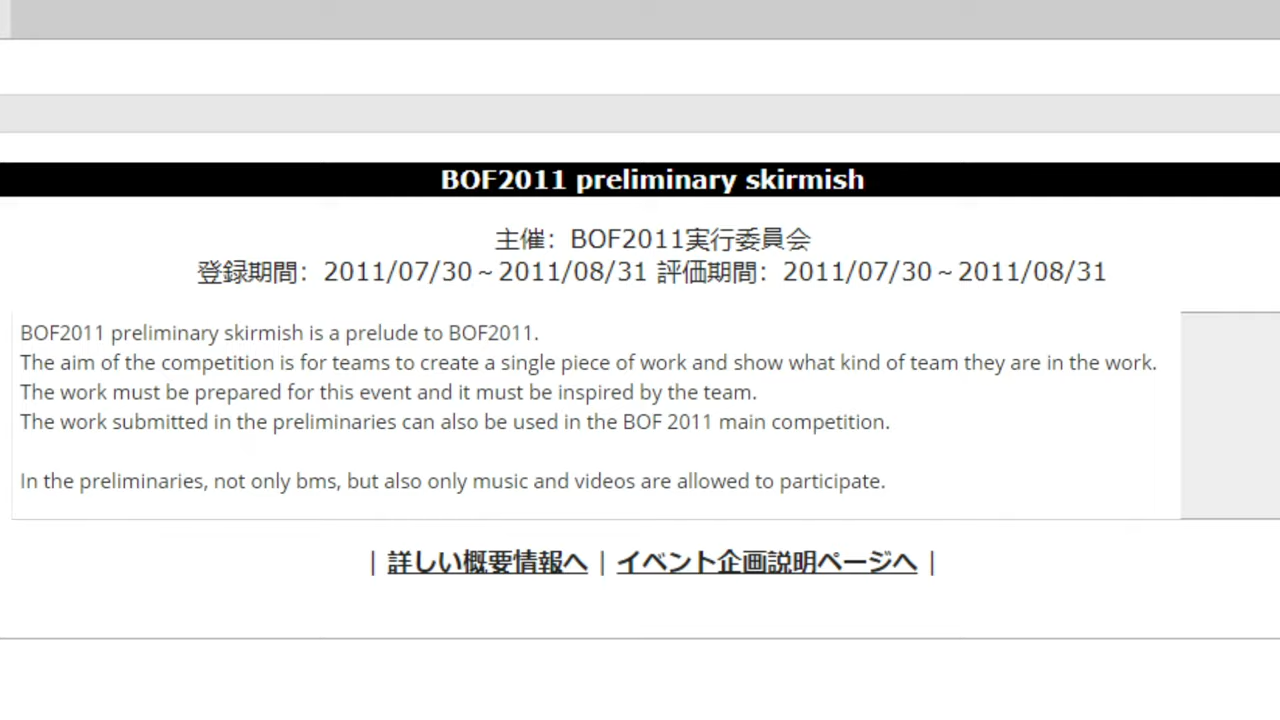 BOF2011 preliminary skirmish
主催：BOF2011実行委員会
登録期間：2011/07/30～2011/08/31 評価期間：2011/07/30～2011/08/31
BOF2011 preliminary skirmish is a prelude to BOF2011.
The aim of the competition is for teams to create a single piece of work and show what kind of team they are in the work.
The work must be prepared for this event and it must be inspired by the team.
The work submitted in the preliminaries can also be used in the BOF 2011 main competition.
In the preliminaries, not only bms, but also only music and videos are allowed to participate.
| 詳しい概要情報へ | イベント企画説明ページへ |